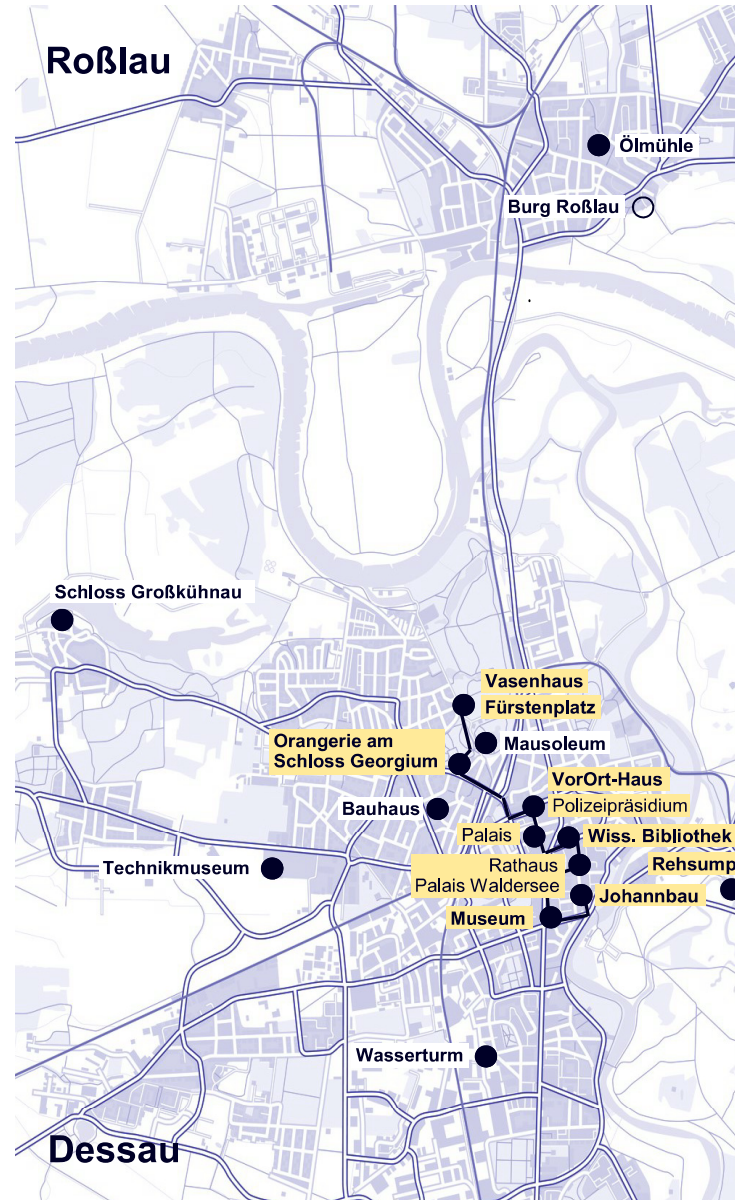 Roßlau
Ölmühle
Burg Roßlau
Schloss Großkühnau
Vasenhaus
Fürstenplatz
Orangerie am
Schloss Georgium
Mausoleum
VorOrt-Haus
Bauhaus
Polizeipräsidium
Palais
Wiss. Bibliothek
Technikmuseum
Rathaus
Palais Waldersee
Rehsump
Johannbau
Museum
Wasserturm
Dessau